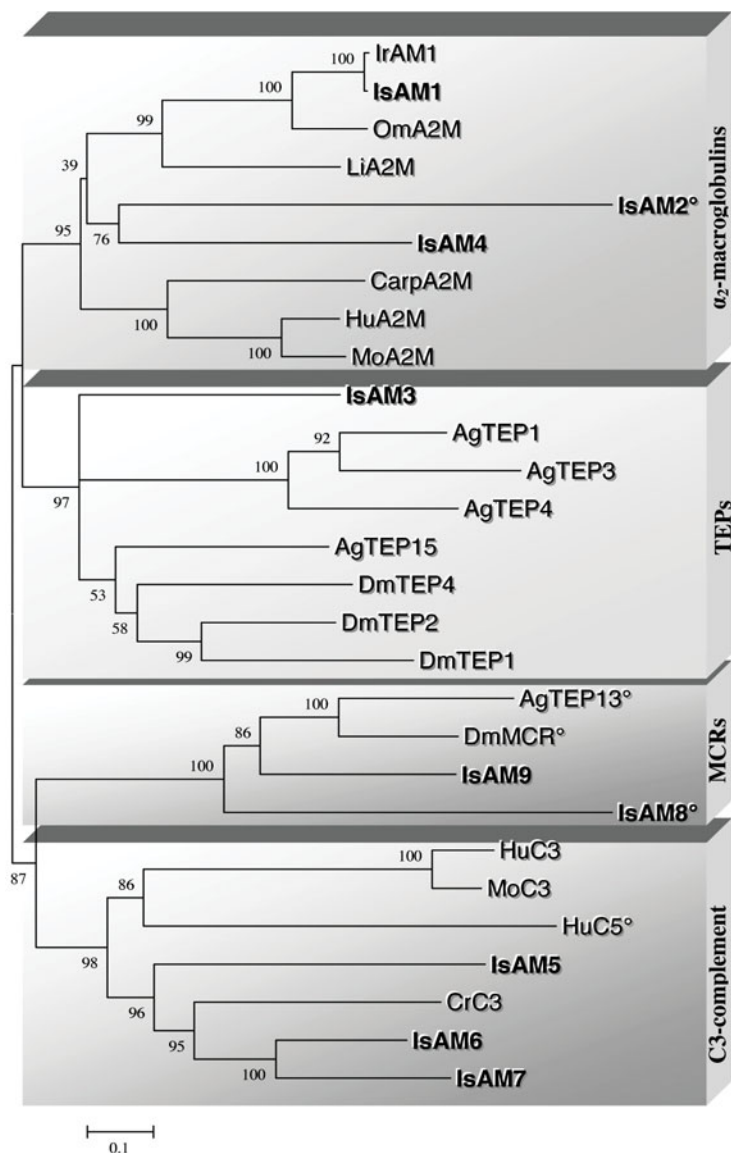 100
IrAM1
IsAM1
100
OmA2M
99
LiA2M
39
IsAM2°
95
76
IsAM4
CarpA2M
100
HuA2M
100
MoA2M
α2-macroglobulins
IsAM3
92
AgTEP1
100
AgTEP3
97
AgTEP4
AgTEP15
53
DmTEP4
58
DmTEP2
99
DmTEP1
TEPs
100
AgTEP13°
86
DmMCR°
100
IsAM9
IsAM8°
MCRs
87
100
HuC3
86
MoC3
HuC5°
98
IsAM5
96
CrC3
95
IsAM6
100
IsAM7
C3-complement
0.1